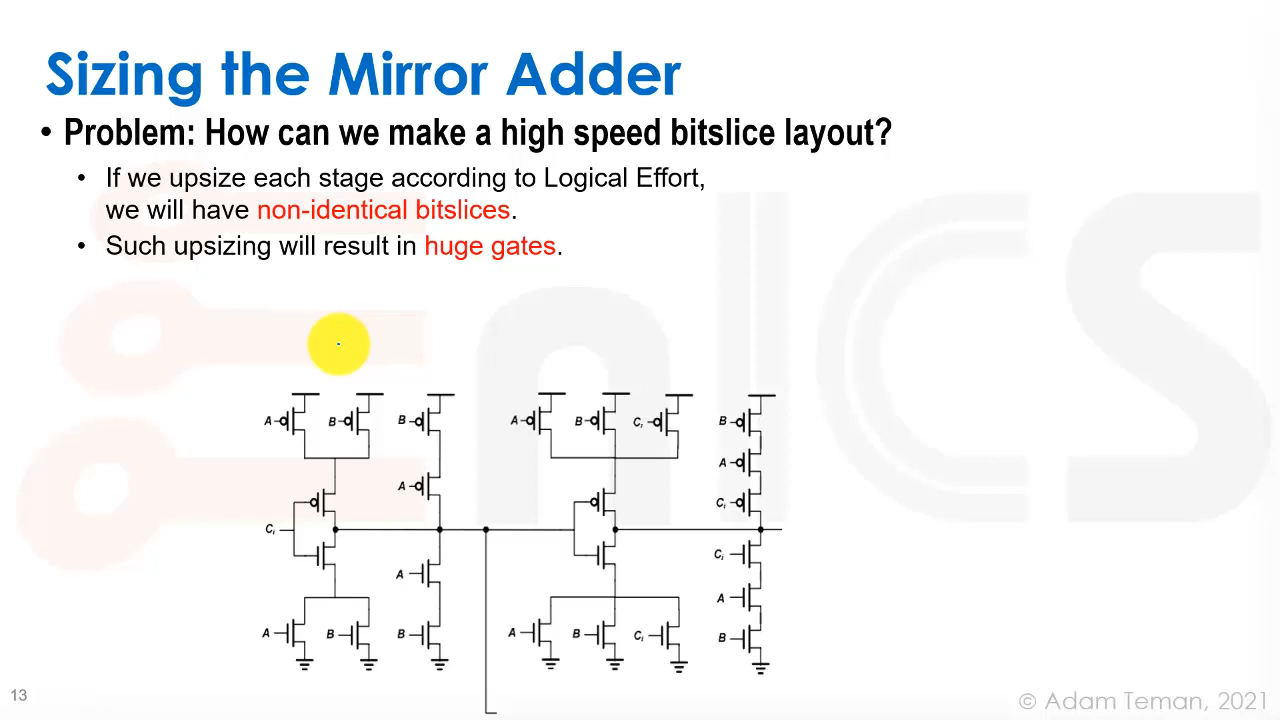 Sizing the Mirror Adder
• Problem: How can we make a high speed bitslice layout?
• If we upsize each stage according to Logical Effort,
we will have non-identical bitslices.
• Such upsizing will result in huge gates.
A B B A B Ci B
A A
Ci Ci
Ci
A A
A B B A B Ci B
13
© Adam Teman, 2021
enICS